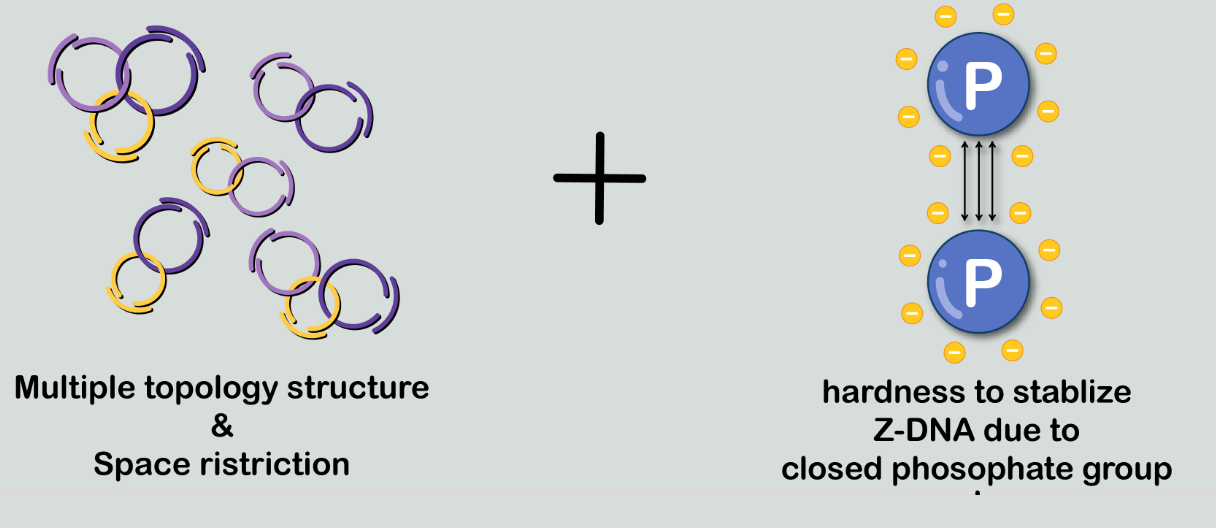 P
P
Multiple topology structure
&
Space ristriction
hardness to stablize
Z-DNA due to
closed phosophate group